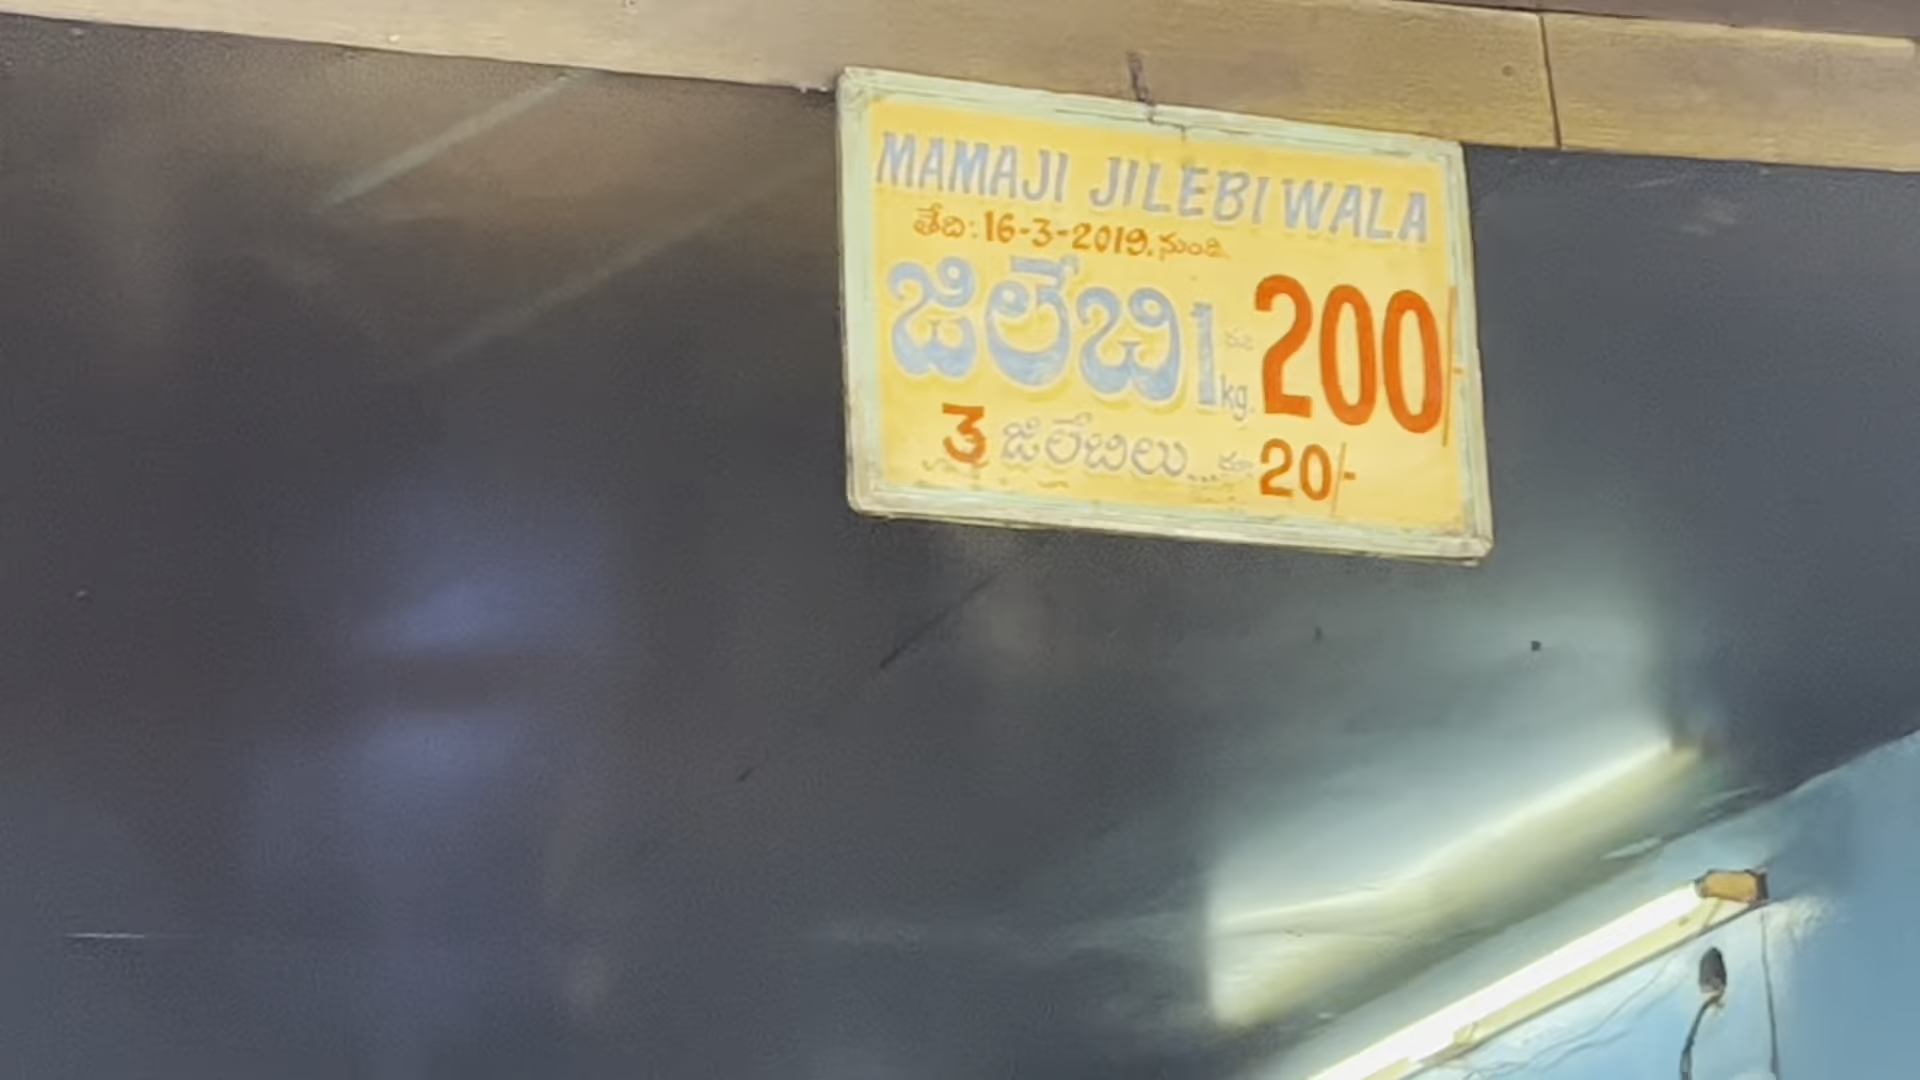 MAMAJI JILEBI WALA
తేది: 16-3-2019. నుండి
జిలేబి 1 kg. రూ 200/-
3 జిలేబిలు... రూ 20/-